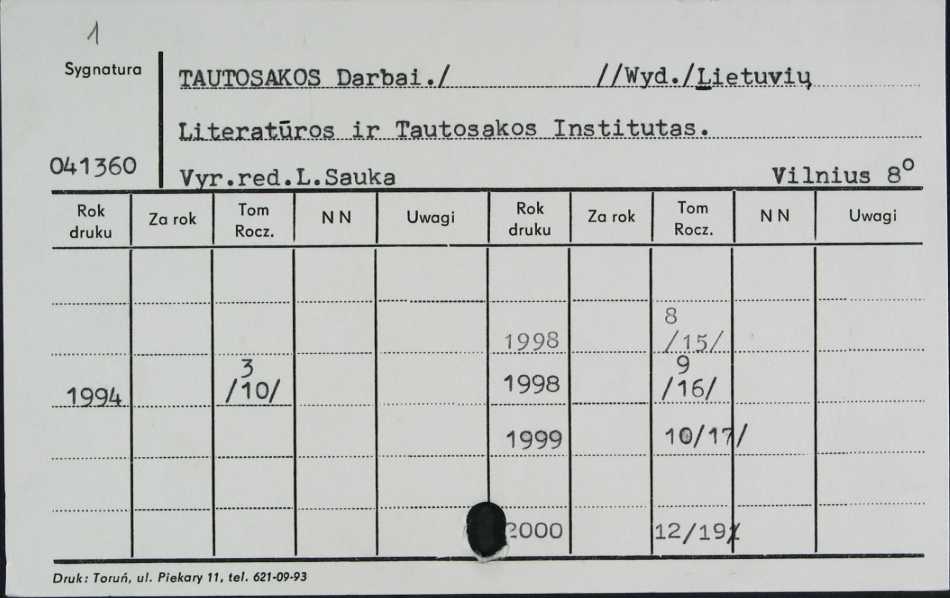 1
Sygnatura
TAUTOSAKOS Darbai./ //Wyd./Lietuvių
Literatūros ir Tautosakos Institutas.
041360
Vyr.red.L.Sauka Vilnius 8°
Rok druku Za rok Tom Rocz. N N Uwagi Rok druku Za rok Tom Rocz. N N Uwagi
1998 8 /15/
1994 3 /10/ 1998 9 /16/
1999 10/17/
2000 12/19/
Druk: Toruń, ul. Piekary 11, tel. 621-09-93